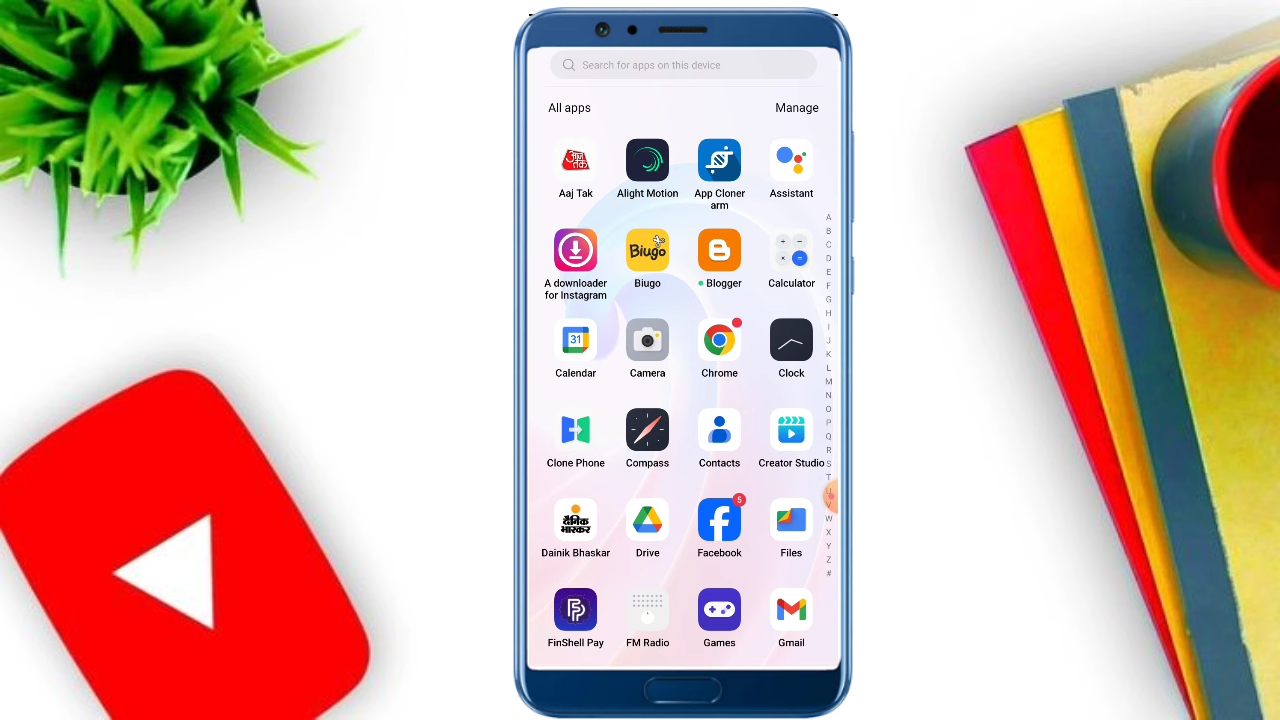 Search for apps on this device
All apps
Manage
आज तक
Aaj Tak
Alight Motion
App Cloner
arm
Assistant
A downloader
for Instagram
Biugo
Biugo
Blogger
Calculator
31
Calendar
Camera
Chrome
Clock
Clone Phone
Compass
Contacts
Creator Studio
दैनिक
भास्कर
Dainik Bhaskar
Drive
5
Facebook
Files
FinShell Pay
FM Radio
Games
Gmail
A
B
C
D
E
F
G
H
I
J
K
L
M
N
O
P
Q
R
S
T
U
V
W
X
Y
Z
#